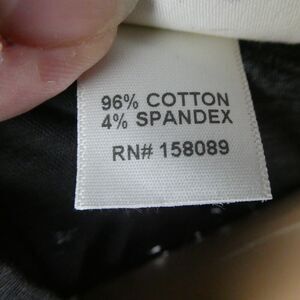 96% COTTON
4% SPANDEX
RN# 158089